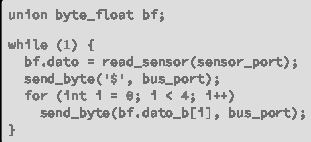 union byte_float bf;
while (1) {
bf.dato = read_sensor(sensor_port);
send_byte('$', bus_port);
for (int i = 0; i < 4; i++)
send_byte(bf.dato_b[i], bus_port);
}